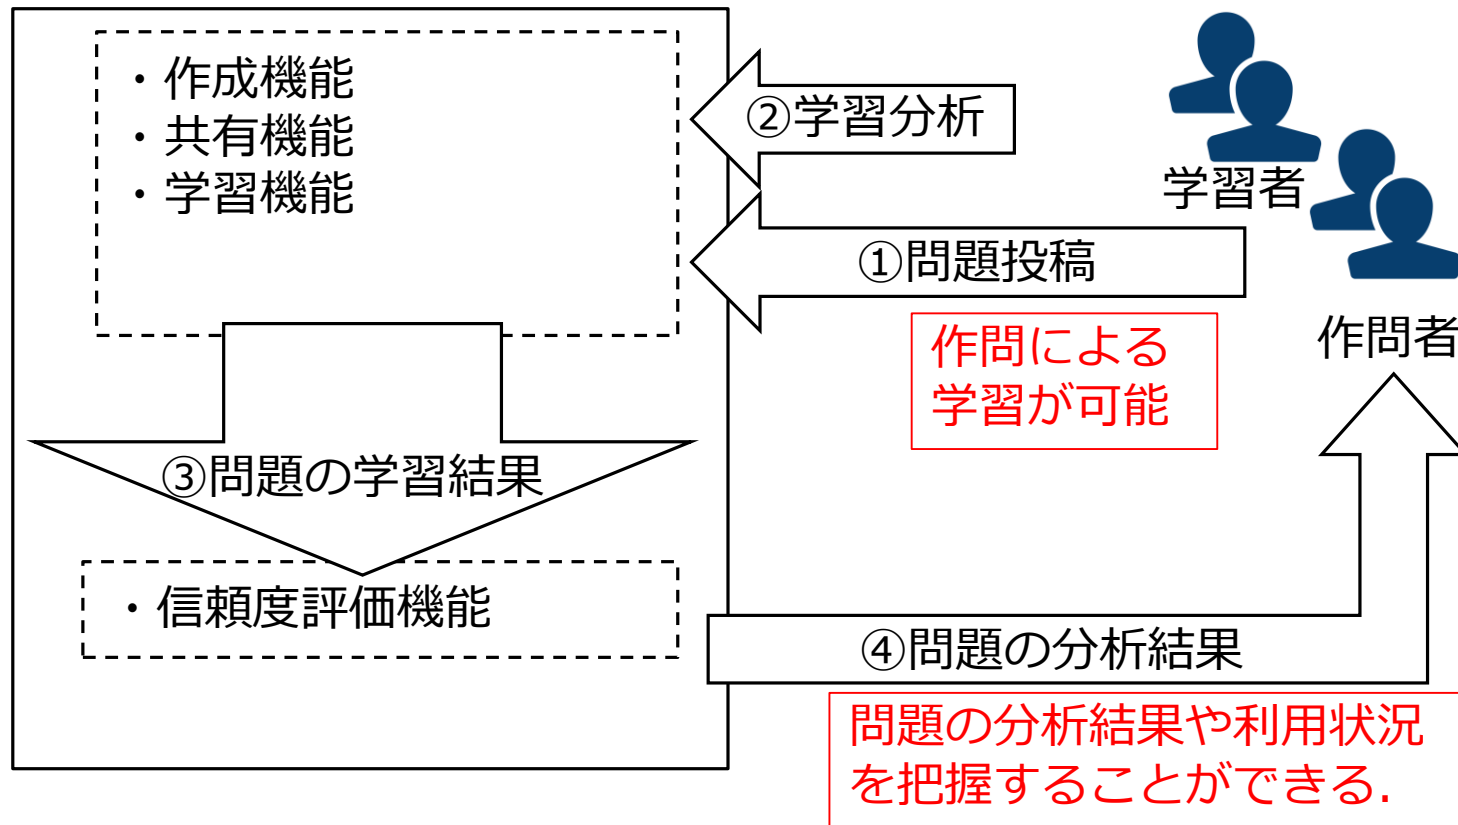 ・作成機能
・共有機能
・学習機能
②学習分析
学習者
①問題投稿
作問による
学習が可能
作問者
③問題の学習結果
・信頼度評価機能
④問題の分析結果
問題の分析結果や利用状況
を把握することができる.